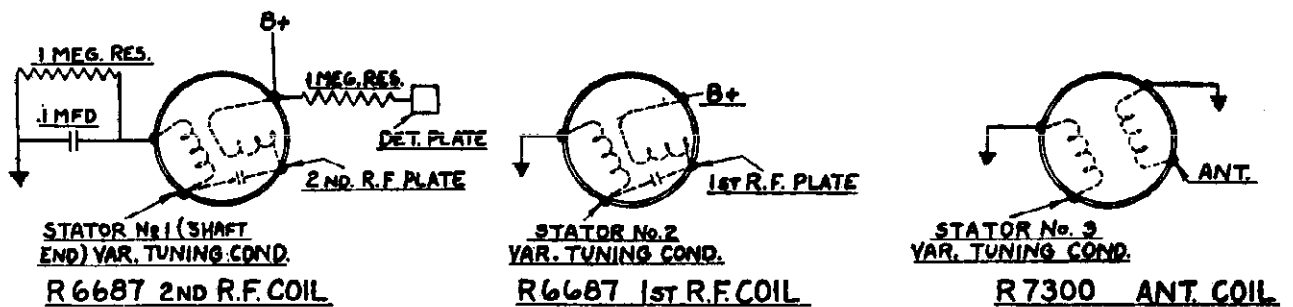 B+
1 MEG. RES.
.1 MFD
1 MEG. RES.
DET. PLATE
2ND. R.F. PLATE
STATOR No1 (SHAFT
END) VAR. TUNING COND.
R6687 2ND R.F. COIL
B+
1ST R.F. PLATE
STATOR No.2
VAR. TUNING COND.
R6687 1ST R.F. COIL
ANT.
STATOR No. 3
VAR. TUNING COND.
R7300 ANT. COIL